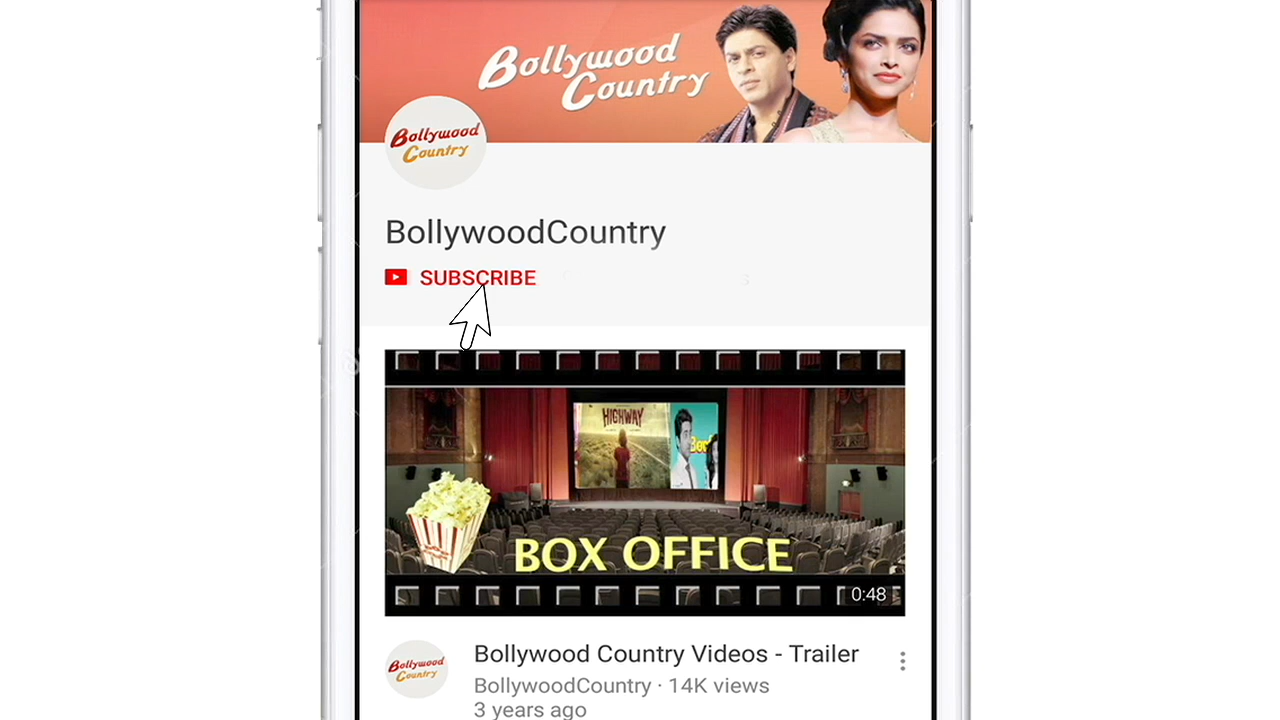 Bollywood
Country
Bollywood
Country
BollywoodCountry
SUBSCRIBE
HIGHWAY
BOX OFFICE
0:48
Bollywood
Country
Bollywood Country Videos - Trailer
BollywoodCountry · 14K views
3 years ago